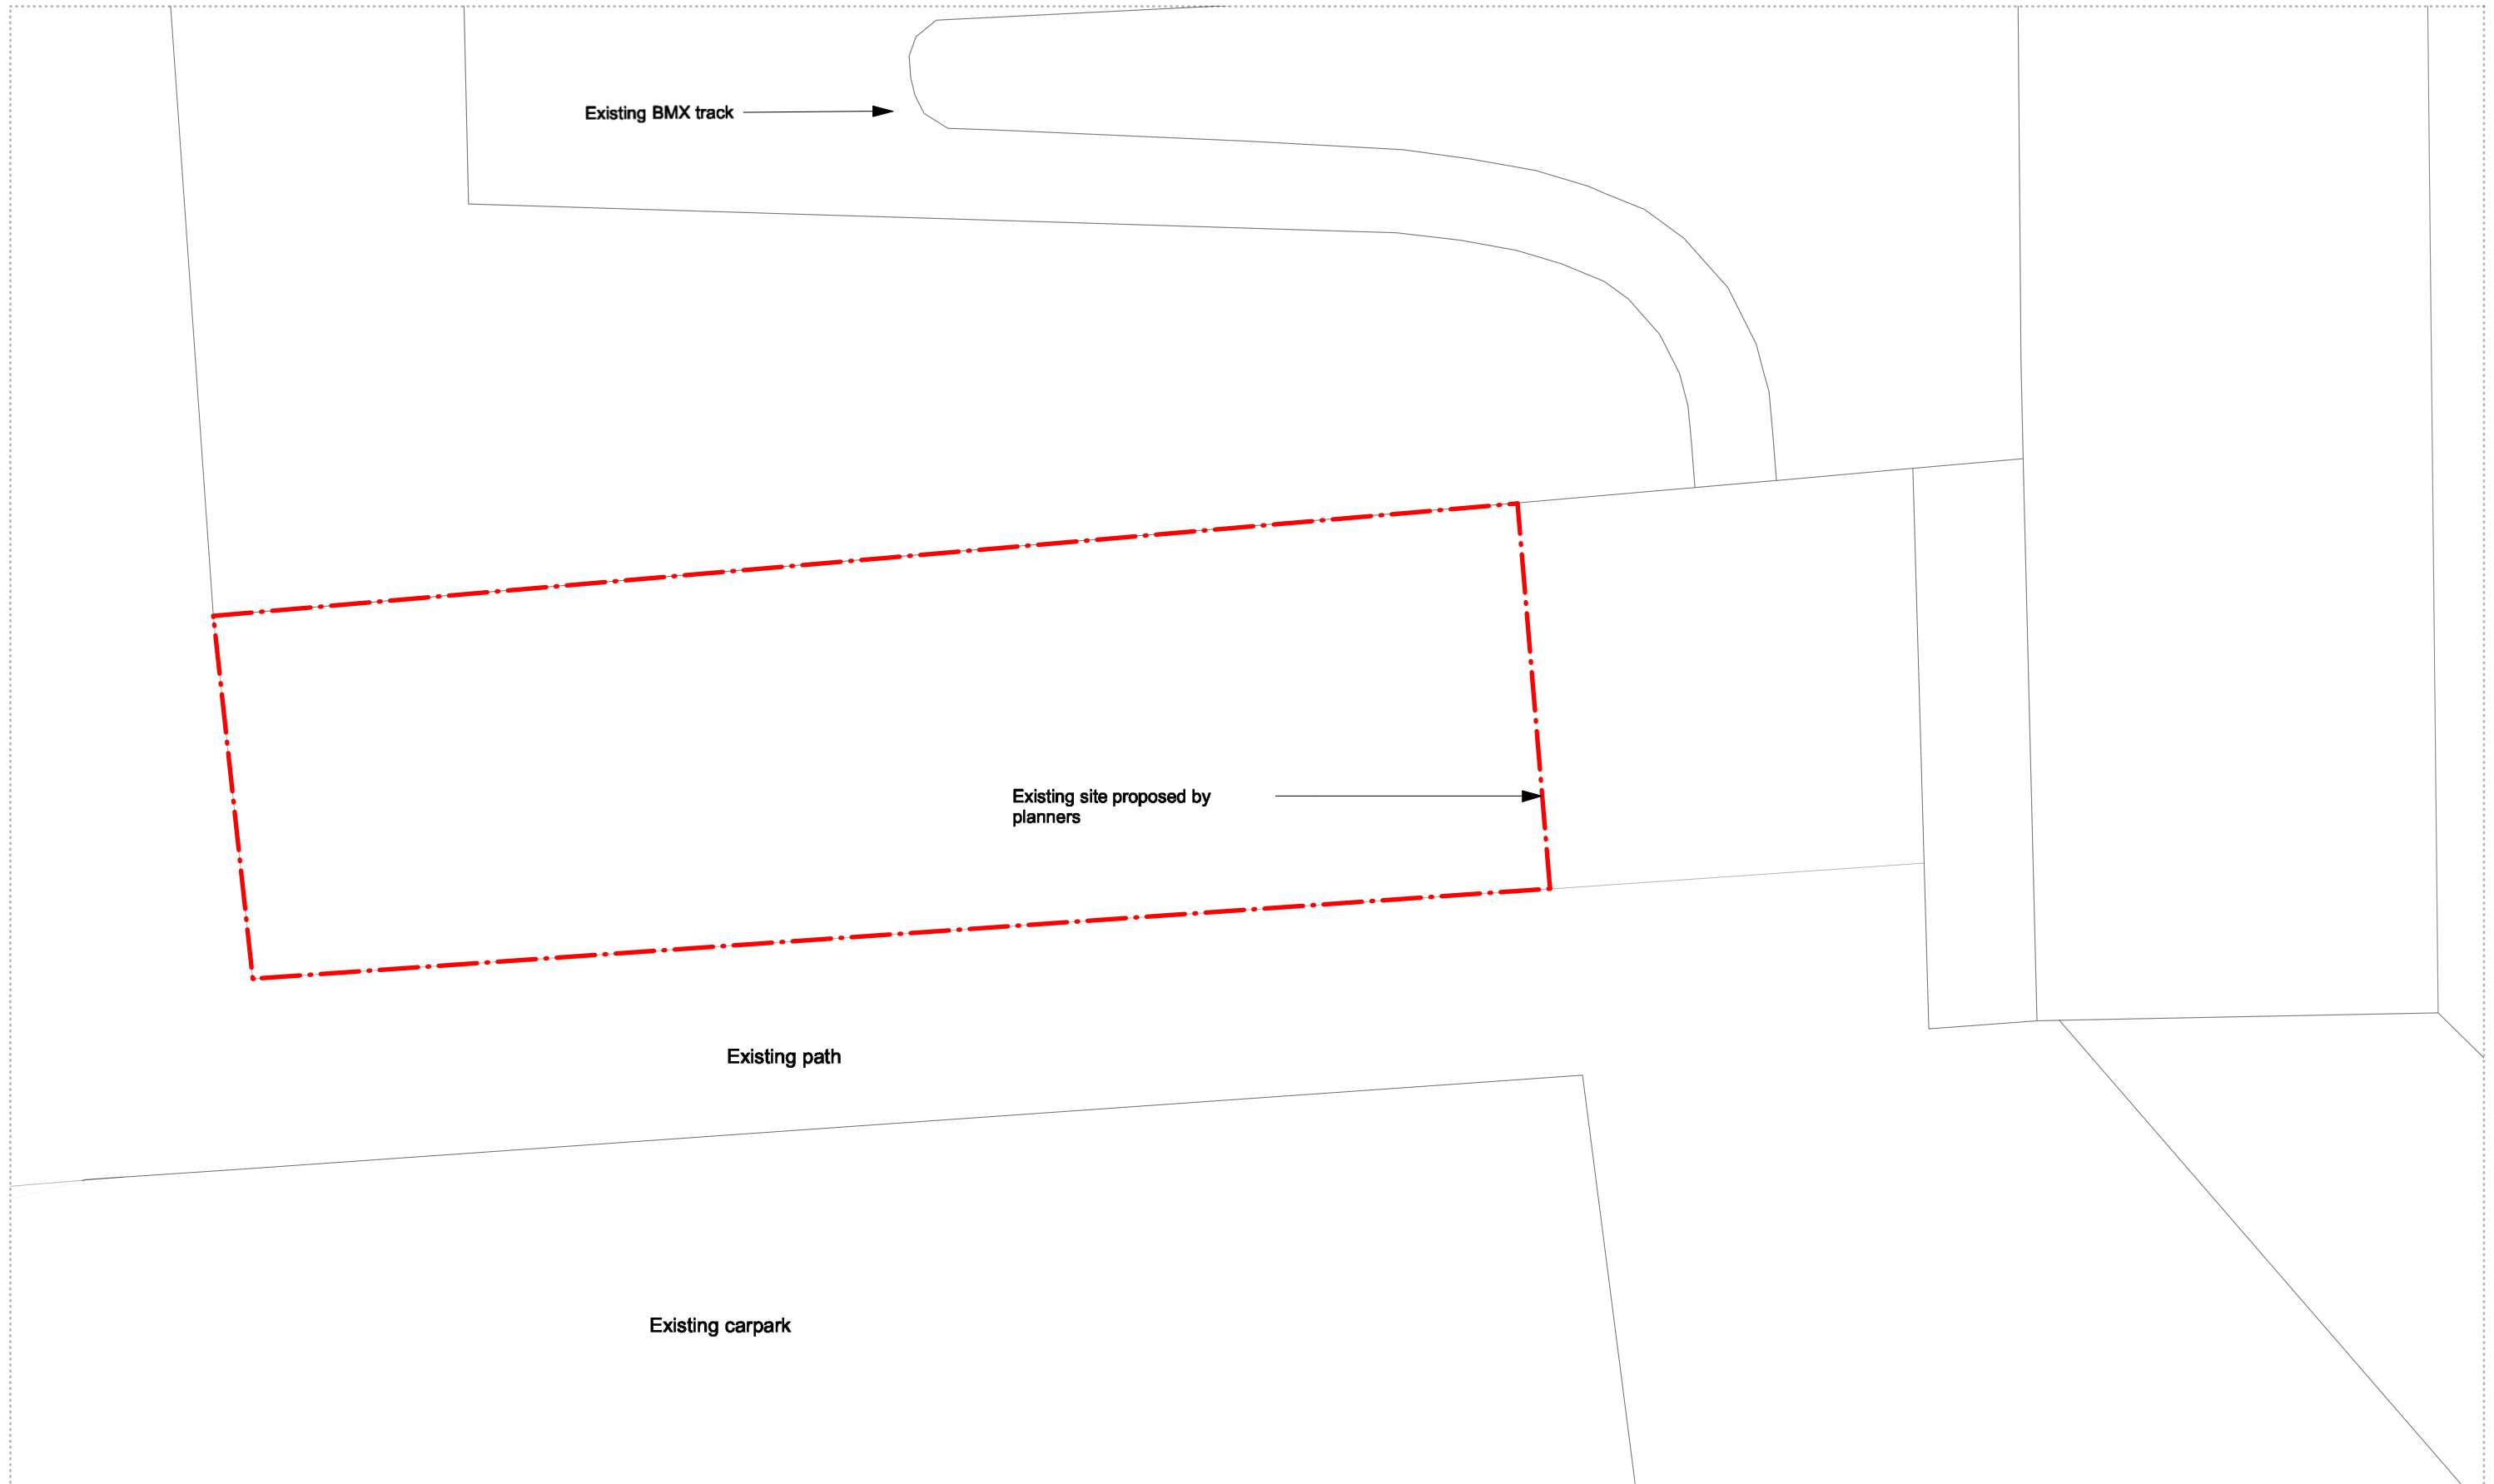 Existing BMX track
Existing site proposed by
planners
Existing path
Existing carpark